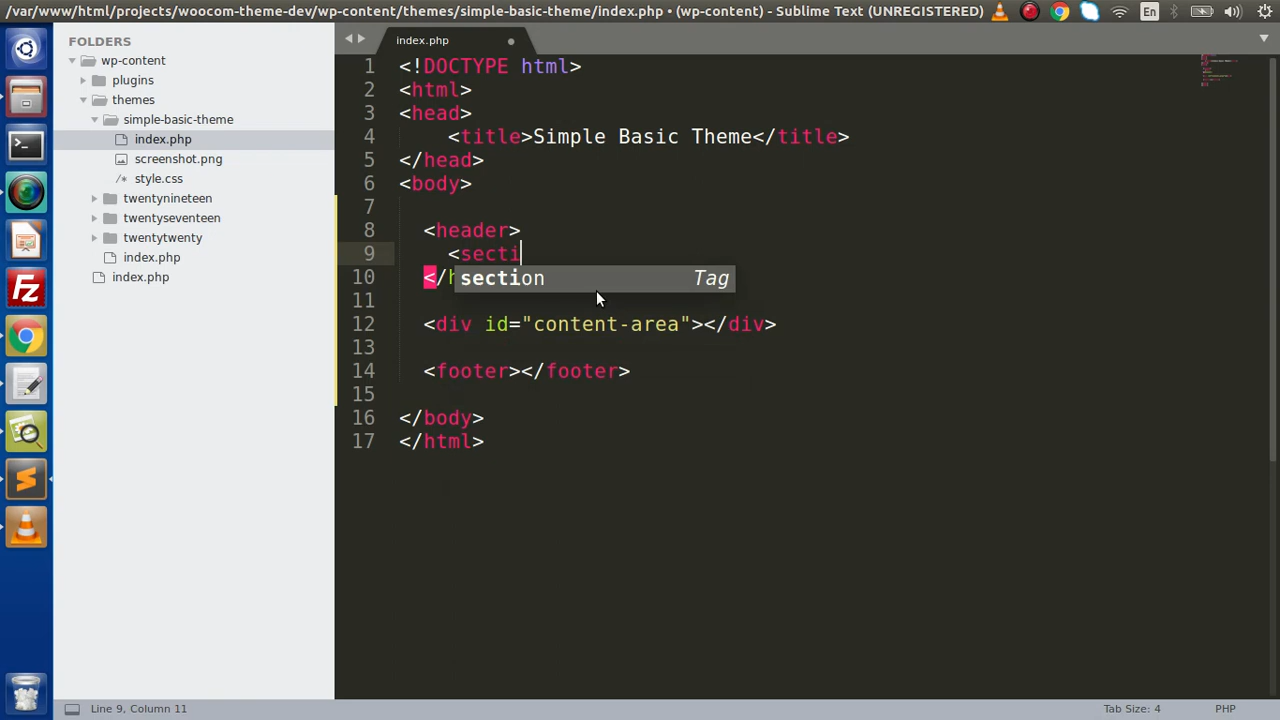 /var/www/html/projects/woocom-theme-dev/wp-content/themes/simple-basic-theme/index.php • (wp-content) - Sublime Text (UNREGISTERED)
En
FOLDERS
wp-content
plugins
themes
simple-basic-theme
index.php
screenshot.png
/* style.css
twentynineteen
twentyseventeen
twentytwenty
index.php
index.php
index.php
1 <!DOCTYPE html>
2 <html>
3 <head>
4 <title>Simple Basic Theme</title>
5 </head>
6 <body>
7
8 <header>
9 <secti
10 </h
section Tag
11
12 <div id="content-area"></div>
13
14 <footer></footer>
15
16 </body>
17 </html>
Line 9, Column 11
Tab Size: 4
PHP